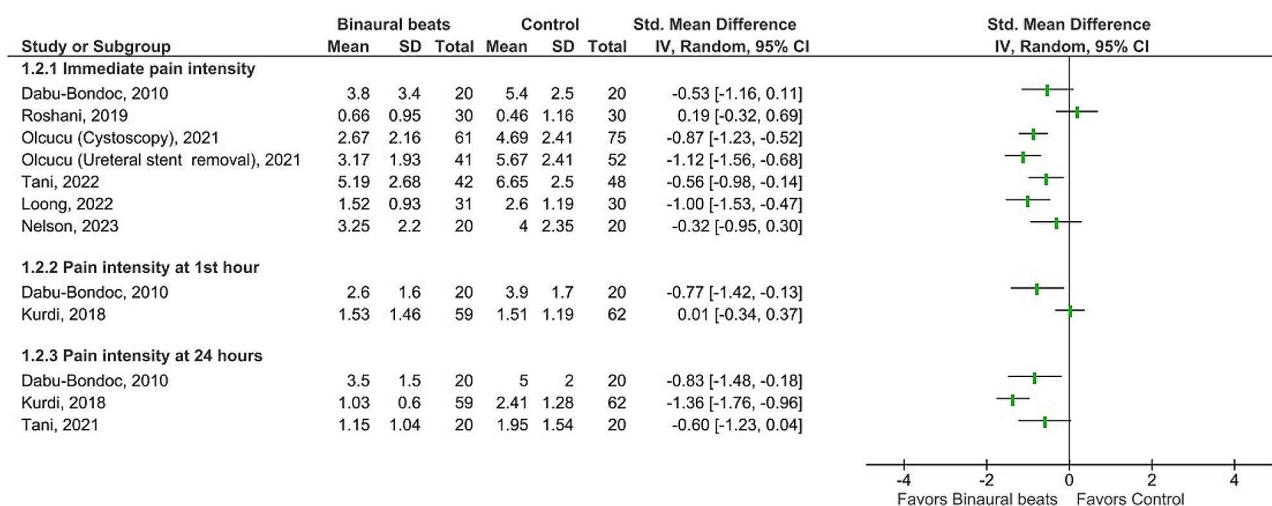 Binaural beats Control Std. Mean Difference Std. Mean Difference
Study or Subgroup Mean SD Total Mean SD Total IV, Random, 95% CI IV, Random, 95% CI
1.2.1 Immediate pain intensity
Dabu-Bondoc, 2010 3.8 3.4 20 5.4 2.5 20 -0.53 [-1.16, 0.11]
Roshani, 2019 0.66 0.95 30 0.46 1.16 30 0.19 [-0.32, 0.69]
Olcucu (Cystoscopy), 2021 2.67 2.16 61 4.69 2.41 75 -0.87 [-1.23, -0.52]
Olcucu (Ureteral stent removal), 2021 3.17 1.93 41 5.67 2.41 52 -1.12 [-1.56, -0.68]
Tani, 2022 5.19 2.68 42 6.65 2.5 48 -0.56 [-0.98, -0.14]
Loong, 2022 1.52 0.93 31 2.6 1.19 30 -1.00 [-1.53, -0.47]
Nelson, 2023 3.25 2.2 20 4 2.35 20 -0.32 [-0.95, 0.30]
1.2.2 Pain intensity at 1st hour
Dabu-Bondoc, 2010 2.6 1.6 20 3.9 1.7 20 -0.77 [-1.42, -0.13]
Kurdi, 2018 1.53 1.46 59 1.51 1.19 62 0.01 [-0.34, 0.37]
1.2.3 Pain intensity at 24 hours
Dabu-Bondoc, 2010 3.5 1.5 20 5 2 20 -0.83 [-1.48, -0.18]
Kurdi, 2018 1.03 0.6 59 2.41 1.28 62 -1.36 [-1.76, -0.96]
Tani, 2021 1.15 1.04 20 1.95 1.54 20 -0.60 [-1.23, 0.04]
-4 -2 0 2 4
Favors Binaural beats Favors Control